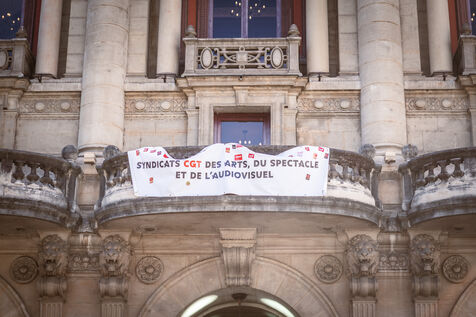 SYNDICATS CGT DES ARTS, DU SPECTACLE
ET DE L'AUDIOVISUEL